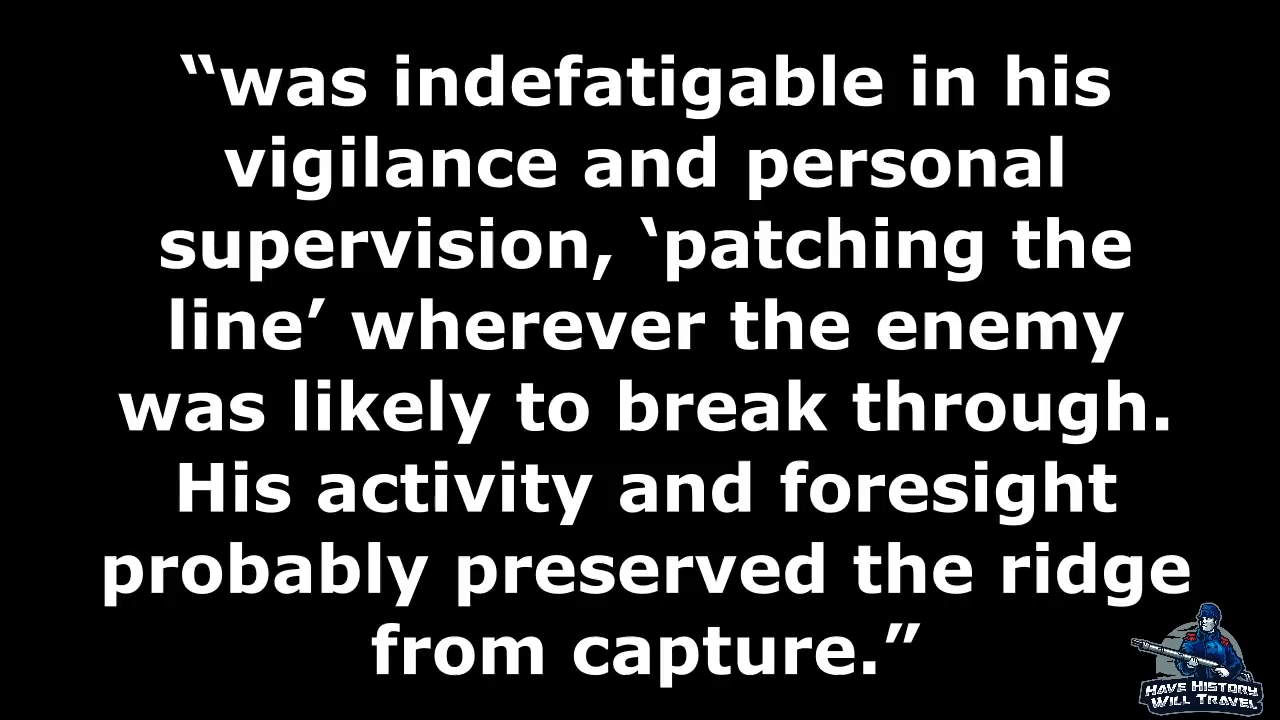 “was indefatigable in his
vigilance and personal
supervision, ‘patching the
line’ wherever the enemy
was likely to break through.
His activity and foresight
probably preserved the ridge
from capture.”
HAVE HISTORY
WILL TRAVEL